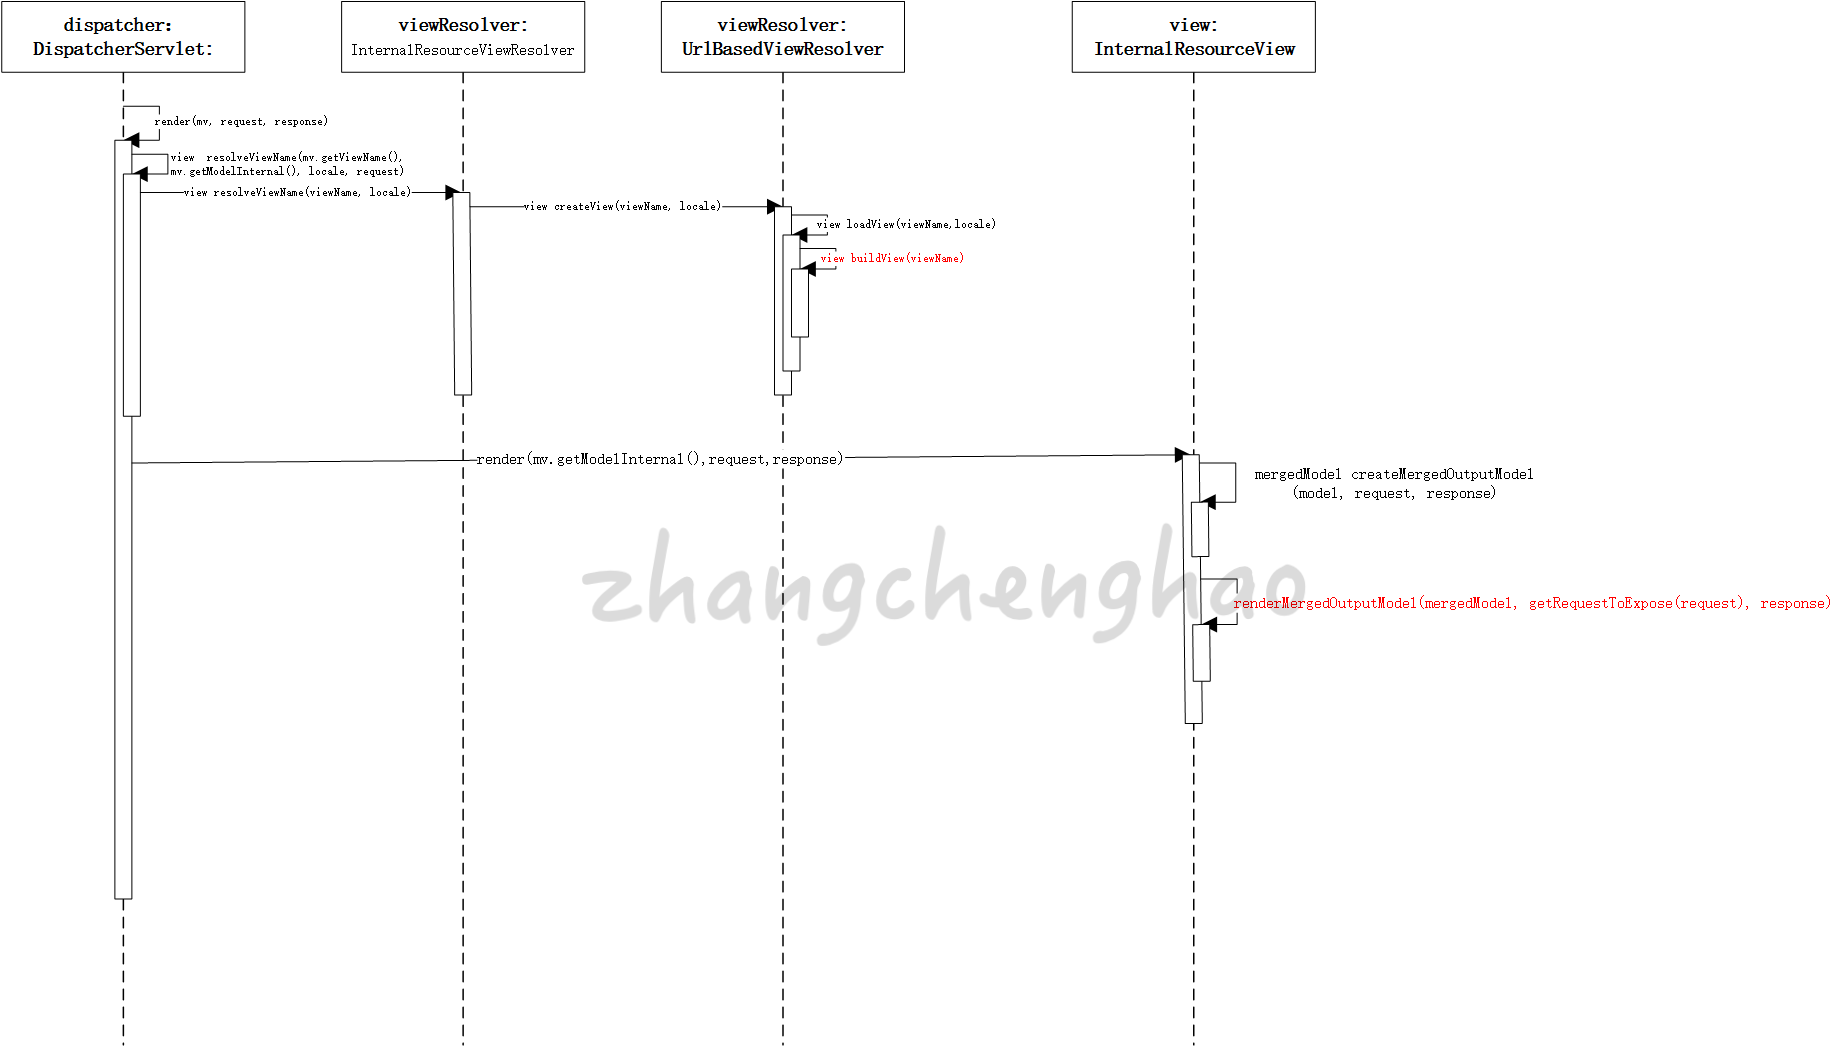 dispatcher:
DispatcherServlet:
viewResolver:
InternalResourceViewResolver
viewResolver:
UrlBasedViewResolver
view:
InternalResourceView
render(mv, request, response)
view  resolveViewName(mv.getViewName(),
mv.getModelInternal(), locale, request)
view resolveViewName(viewName, locale)
view createView(viewName, locale)
view loadView(viewName,locale)
view buildView(viewName)
render(mv.getModelInternal(),request,response)
mergedModel createMergedOutputModel
(model, request, response)
zhangchenghao
renderMergedOutputModel(mergedModel, getRequestToExpose(request), response)